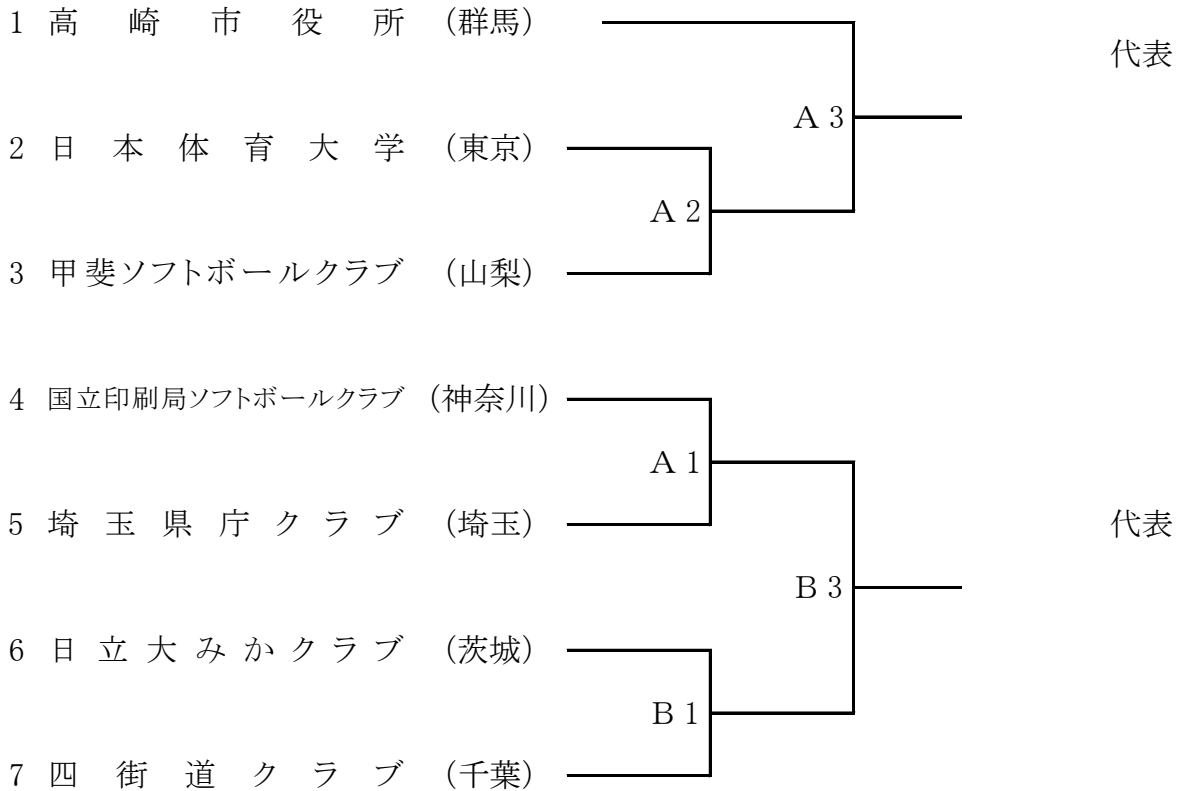 1 高崎市役所 (群馬)
代表
A 3
2 日本体育大学 (東京)
A 2
3 甲斐ソフトボールクラブ (山梨)
4 国立印刷局ソフトボールクラブ (神奈川)
A 1
5 埼玉県庁クラブ (埼玉)
代表
B 3
6 日立大みかクラブ (茨城)
B 1
7 四街道クラブ (千葉)